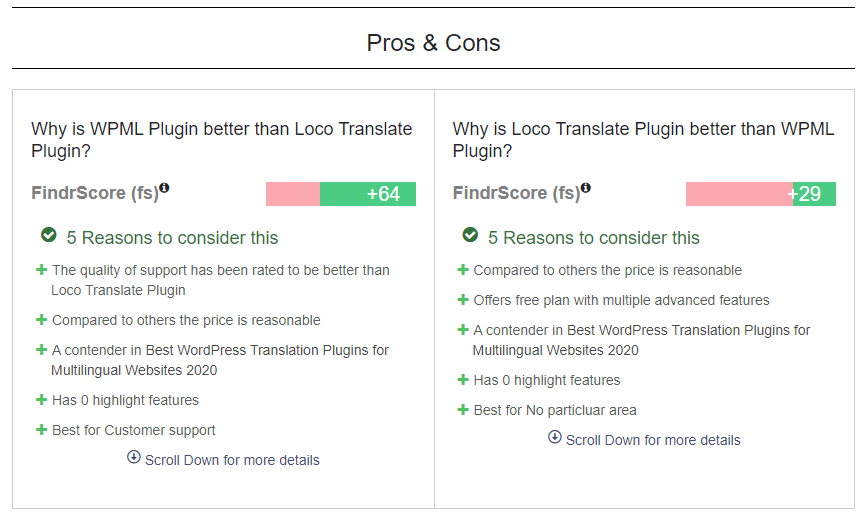 Pros & Cons
Why is WPML Plugin better than Loco Translate
Plugin?
FindrScore (fs)
+64
5 Reasons to consider this
The quality of support has been rated to be better than
Loco Translate Plugin
Compared to others the price is reasonable
A contender in Best WordPress Translation Plugins for
Multilingual Websites 2020
Has 0 highlight features
Best for Customer support
Scroll Down for more details
Why is Loco Translate Plugin better than WPML
Plugin?
FindrScore (fs)
+29
5 Reasons to consider this
Compared to others the price is reasonable
Offers free plan with multiple advanced features
A contender in Best WordPress Translation Plugins for
Multilingual Websites 2020
Has 0 highlight features
Best for No particluar area
Scroll Down for more details